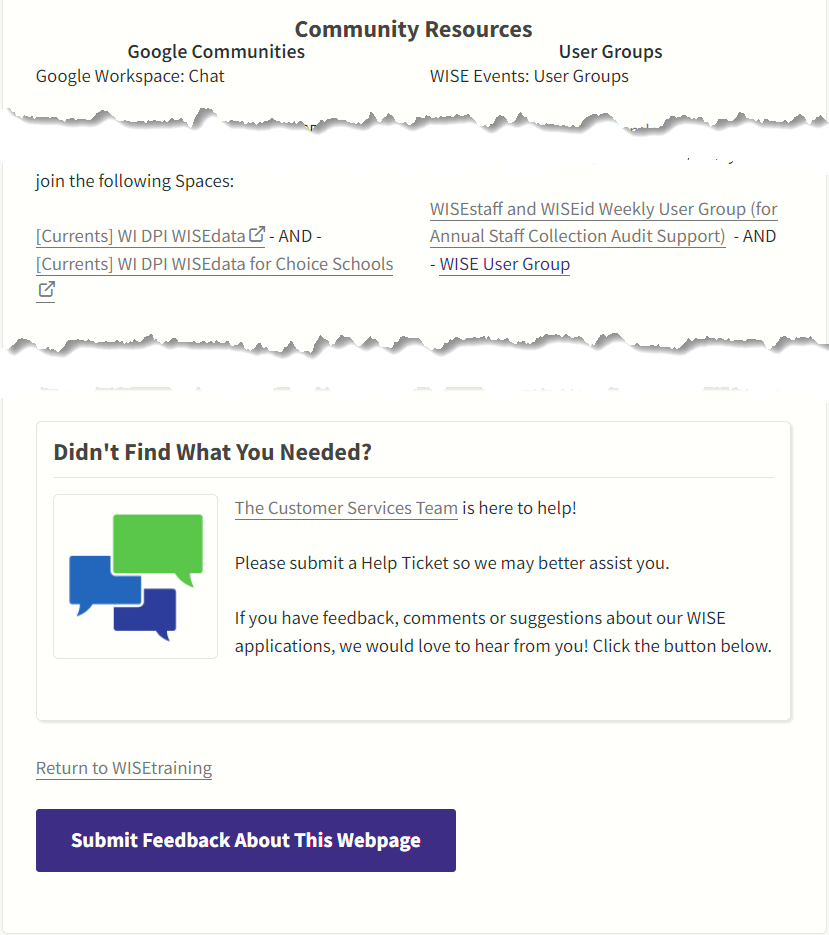 Community Resources
Google Communities
Google Workspace: Chat
join the following Spaces:
[Currents] WI DPI WISEdata - AND -
[Currents] WI DPI WISEdata for Choice Schools
User Groups
WISE Events: User Groups
WISEstaff and WISEid Weekly User Group (for
Annual Staff Collection Audit Support) - AND
- WISE User Group
Didn't Find What You Needed?
The Customer Services Team is here to help!
Please submit a Help Ticket so we may better assist you.
If you have feedback, comments or suggestions about our WISE
applications, we would love to hear from you! Click the button below.
Return to WISEtraining
Submit Feedback About This Webpage